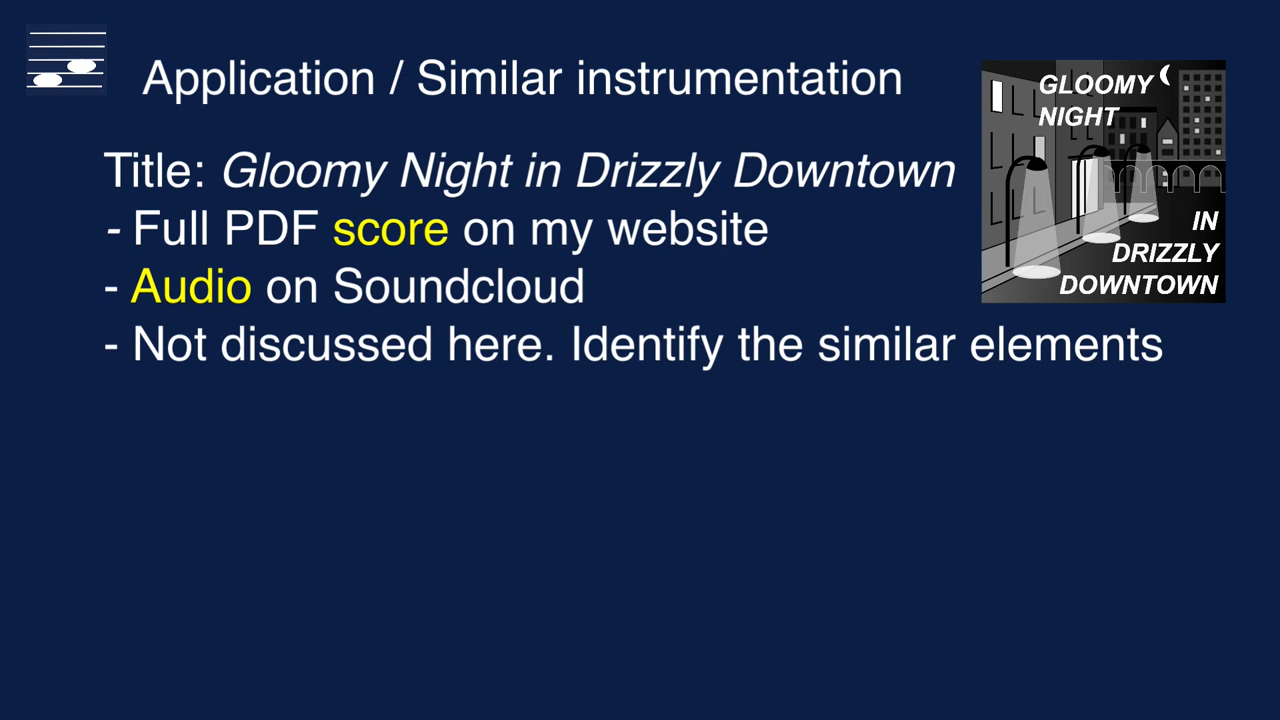 Application / Similar instrumentation
Title: Gloomy Night in Drizzly Downtown
- Full PDF score on my website
- Audio on Soundcloud
- Not discussed here. Identify the similar elements
GLOOMY
NIGHT
IN
DRIZZLY
DOWNTOWN